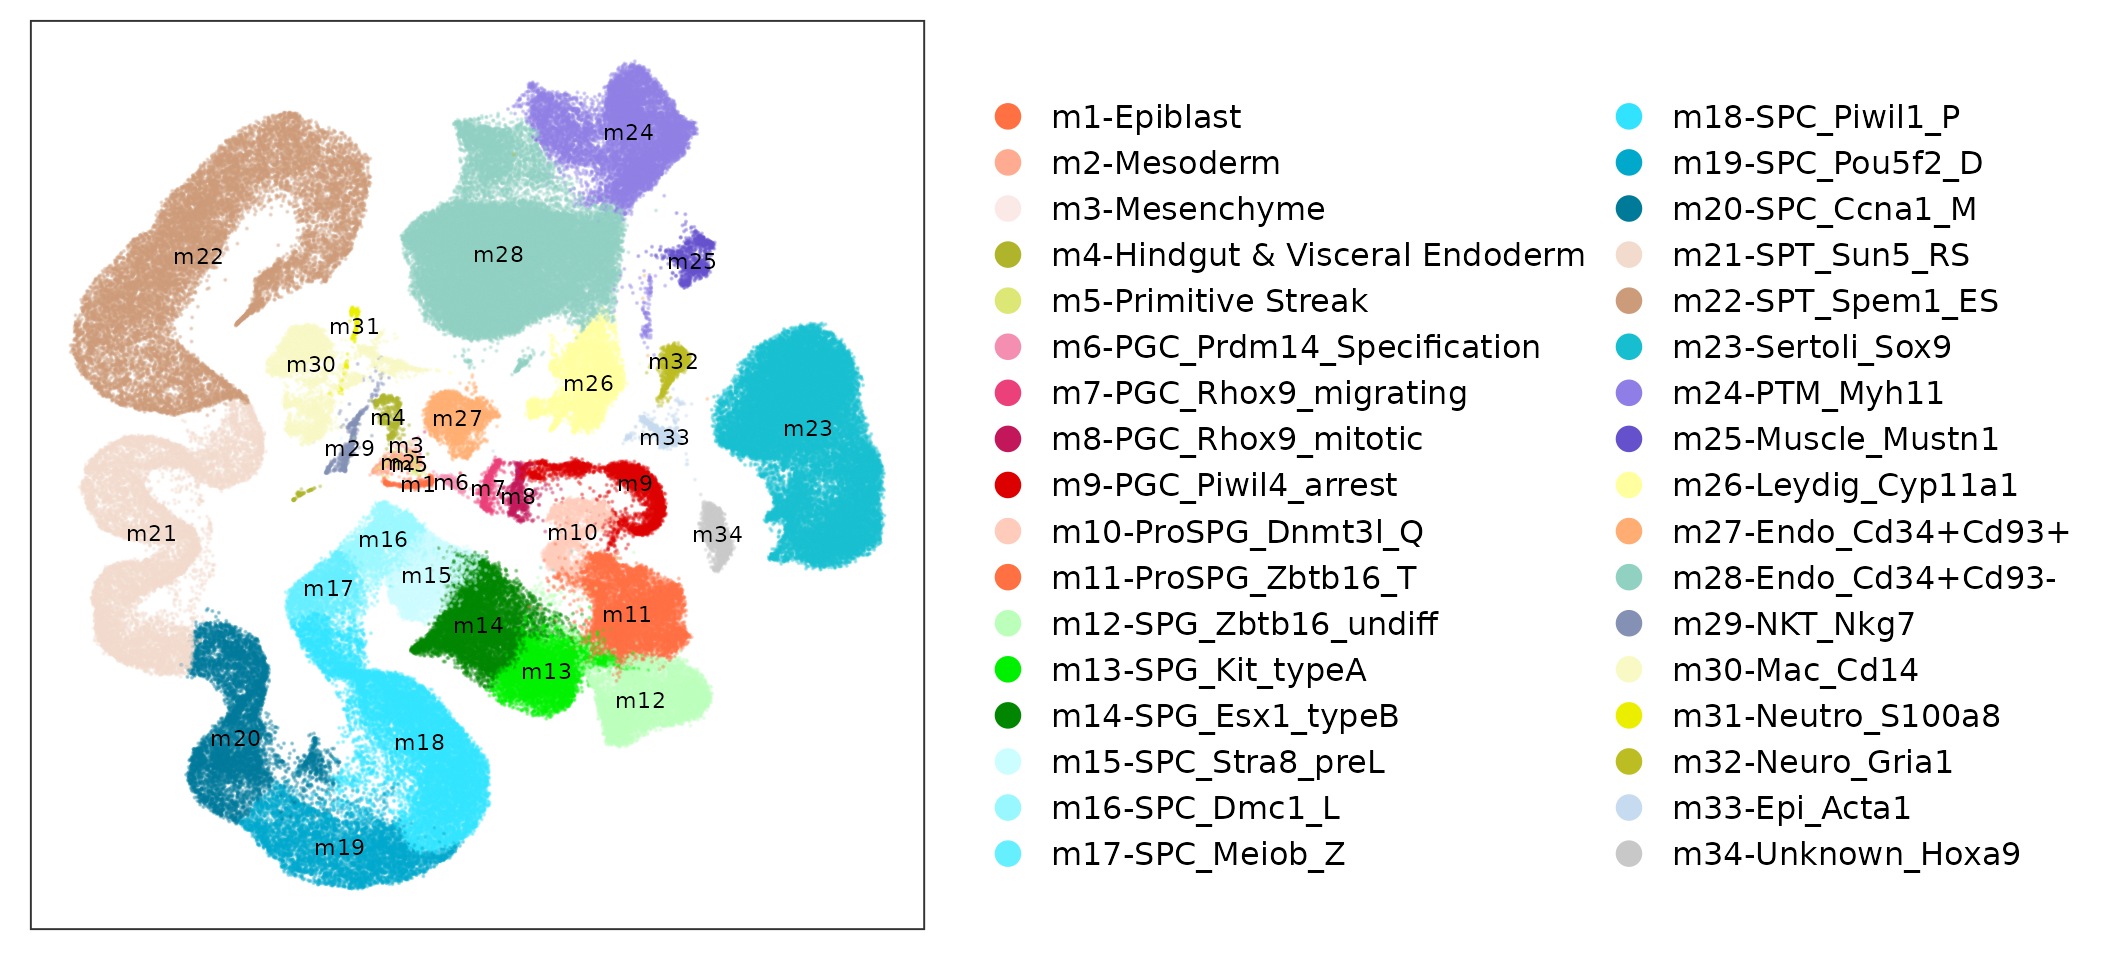 m24
m28
m22
m25
m31
m30
m32
m26
m4
m27
m23
m33
m29
m3
m2
m5
m1
m6
m7
m8
m9
m21
m16
m10
m34
m15
m17
m14
m11
m13
m12
m20
m18
m19
m1-Epiblast
m2-Mesoderm
m3-Mesenchyme
m4-Hindgut & Visceral Endoderm
m5-Primitive Streak
m6-PGC_Prdm14_Specification
m7-PGC_Rhox9_migrating
m8-PGC_Rhox9_mitotic
m9-PGC_Piwil4_arrest
m10-ProSPG_Dnmt3l_Q
m11-ProSPG_Zbtb16_T
m12-SPG_Zbtb16_undiff
m13-SPG_Kit_typeA
m14-SPG_Esx1_typeB
m15-SPC_Stra8_preL
m16-SPC_Dmc1_L
m17-SPC_Meiob_Z
m18-SPC_Piwil1_P
m19-SPC_Pou5f2_D
m20-SPC_Ccna1_M
m21-SPT_Sun5_RS
m22-SPT_Spem1_ES
m23-Sertoli_Sox9
m24-PTM_Myh11
m25-Muscle_Mustn1
m26-Leydig_Cyp11a1
m27-Endo_Cd34+Cd93+
m28-Endo_Cd34+Cd93-
m29-NKT_Nkg7
m30-Mac_Cd14
m31-Neutro_S100a8
m32-Neuro_Gria1
m33-Epi_Acta1
m34-Unknown_Hoxa9